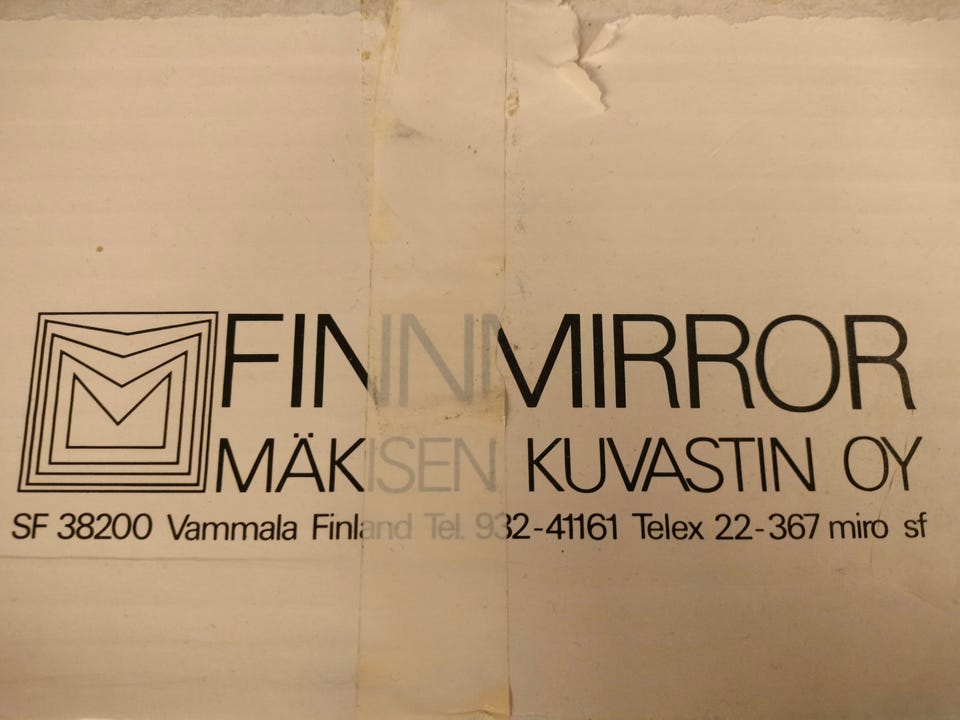 FINNMIRROR
MÄKISEN KUVASTIN OY
SF 38200 Vammala Finland Tel. 932-41161 Telex 22-367 miro sf